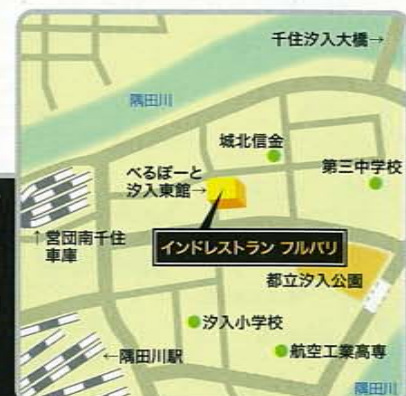 千住汐入大橋→
隅田川
城北信金
べるぽーと
汐入東館→
第三中学校
↑営団南千住
車庫
インドレストラン フルバリ
都立汐入公園
汐入小学校
←隅田川駅
航空工業高専
隅田川